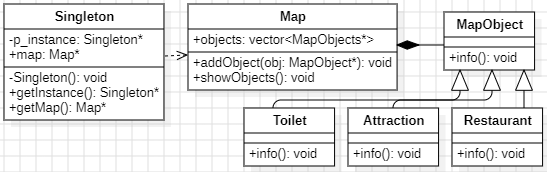 Singleton
-p_instance: Singleton*
+map: Map*
-Singleton(): void
+getInstance(): Singleton*
+getMap(): Map*
Map
+objects: vector<MapObjects*>
+addObject(obj: MapObject*): void
+showObjects(): void
MapObject
+info(): void
Toilet
+info(): void
Attraction
+info(): void
Restaurant
+info(): void